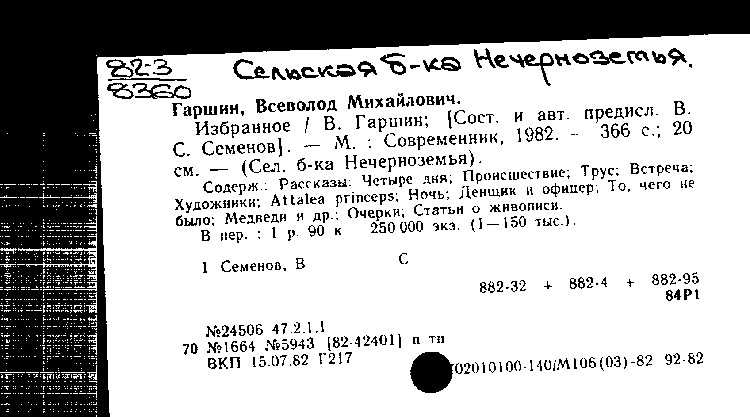 82-3 Сельская б-ка Нечерноземья.
8360
Гаршин, Всеволод Михайлович.
Избранное / В. Гаршин; [Сост. и авт. предисл. В.
С. Семенов]. — М. : Современник, 1982. - 366 с.; 20
см. — (Сел. б-ка Нечерноземья).
Содерж.: Рассказы: Четыре дня; Происшествие; Трус; Встреча;
Художники; Attalea princeps; Ночь; Денщик и офицер; То, чего не
было; Медведи и др.; Очерки; Статьи о живописи.
В пер. : 1 р. 90 к 250 000 экз. (1—150 тыс.).
1 Семенов, В С
882-32 + 882-4 + 882-95
84Р1
№24506 47.2.1.1
70 №1664 №5943 [82-42401] п тп
ВКП 15.07.82 Г217
02010100-140/М106(03)-82 92-82